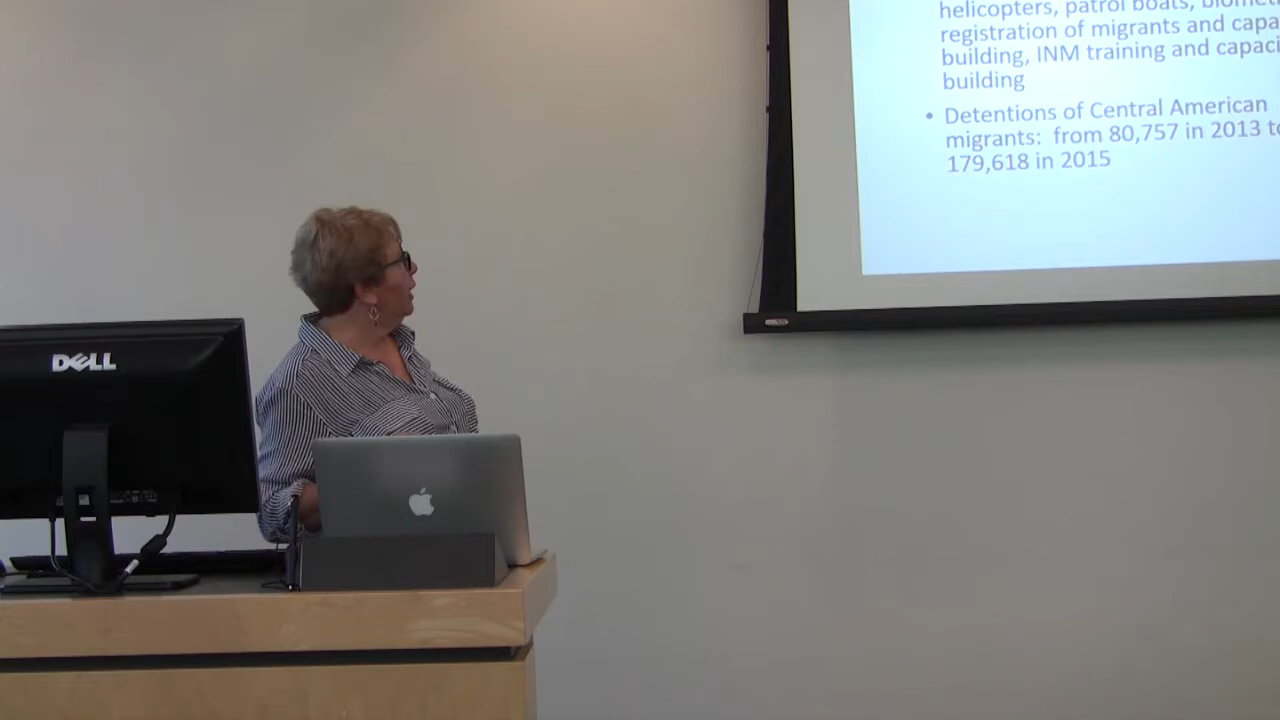 helicopters, patrol boats,
registration of migrants and
building, INM training and
building
• Detentions of Central American
migrants: from 80,757 in 2013
179,618 in 2015
DELL